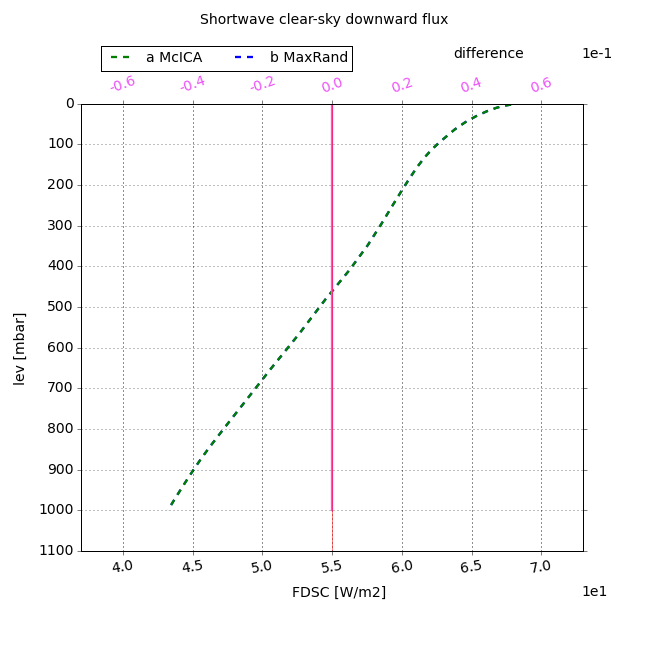 Shortwave clear-sky downward flux
a McICA b MaxRand difference 1e-1
-0.6 -0.4 -0.2 0.0 0.2 0.4 0.6
0
100
200
300
400
500
600
700
800
900
1000
1100
lev [mbar]
4.0 4.5 5.0 5.5 6.0 6.5 7.0
FDSC [W/m2] 1e1